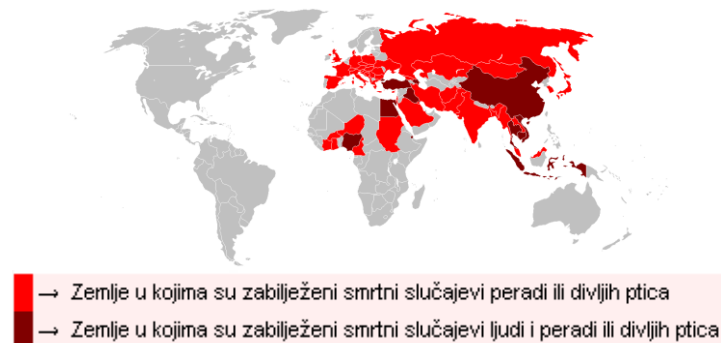 → Zemlje u kojima su zabilježeni smrtni slučajevi peradi ili divljih ptica
→ Zemlje u kojima su zabilježeni smrtni slučajevi ljudi i peradi ili divljih ptica